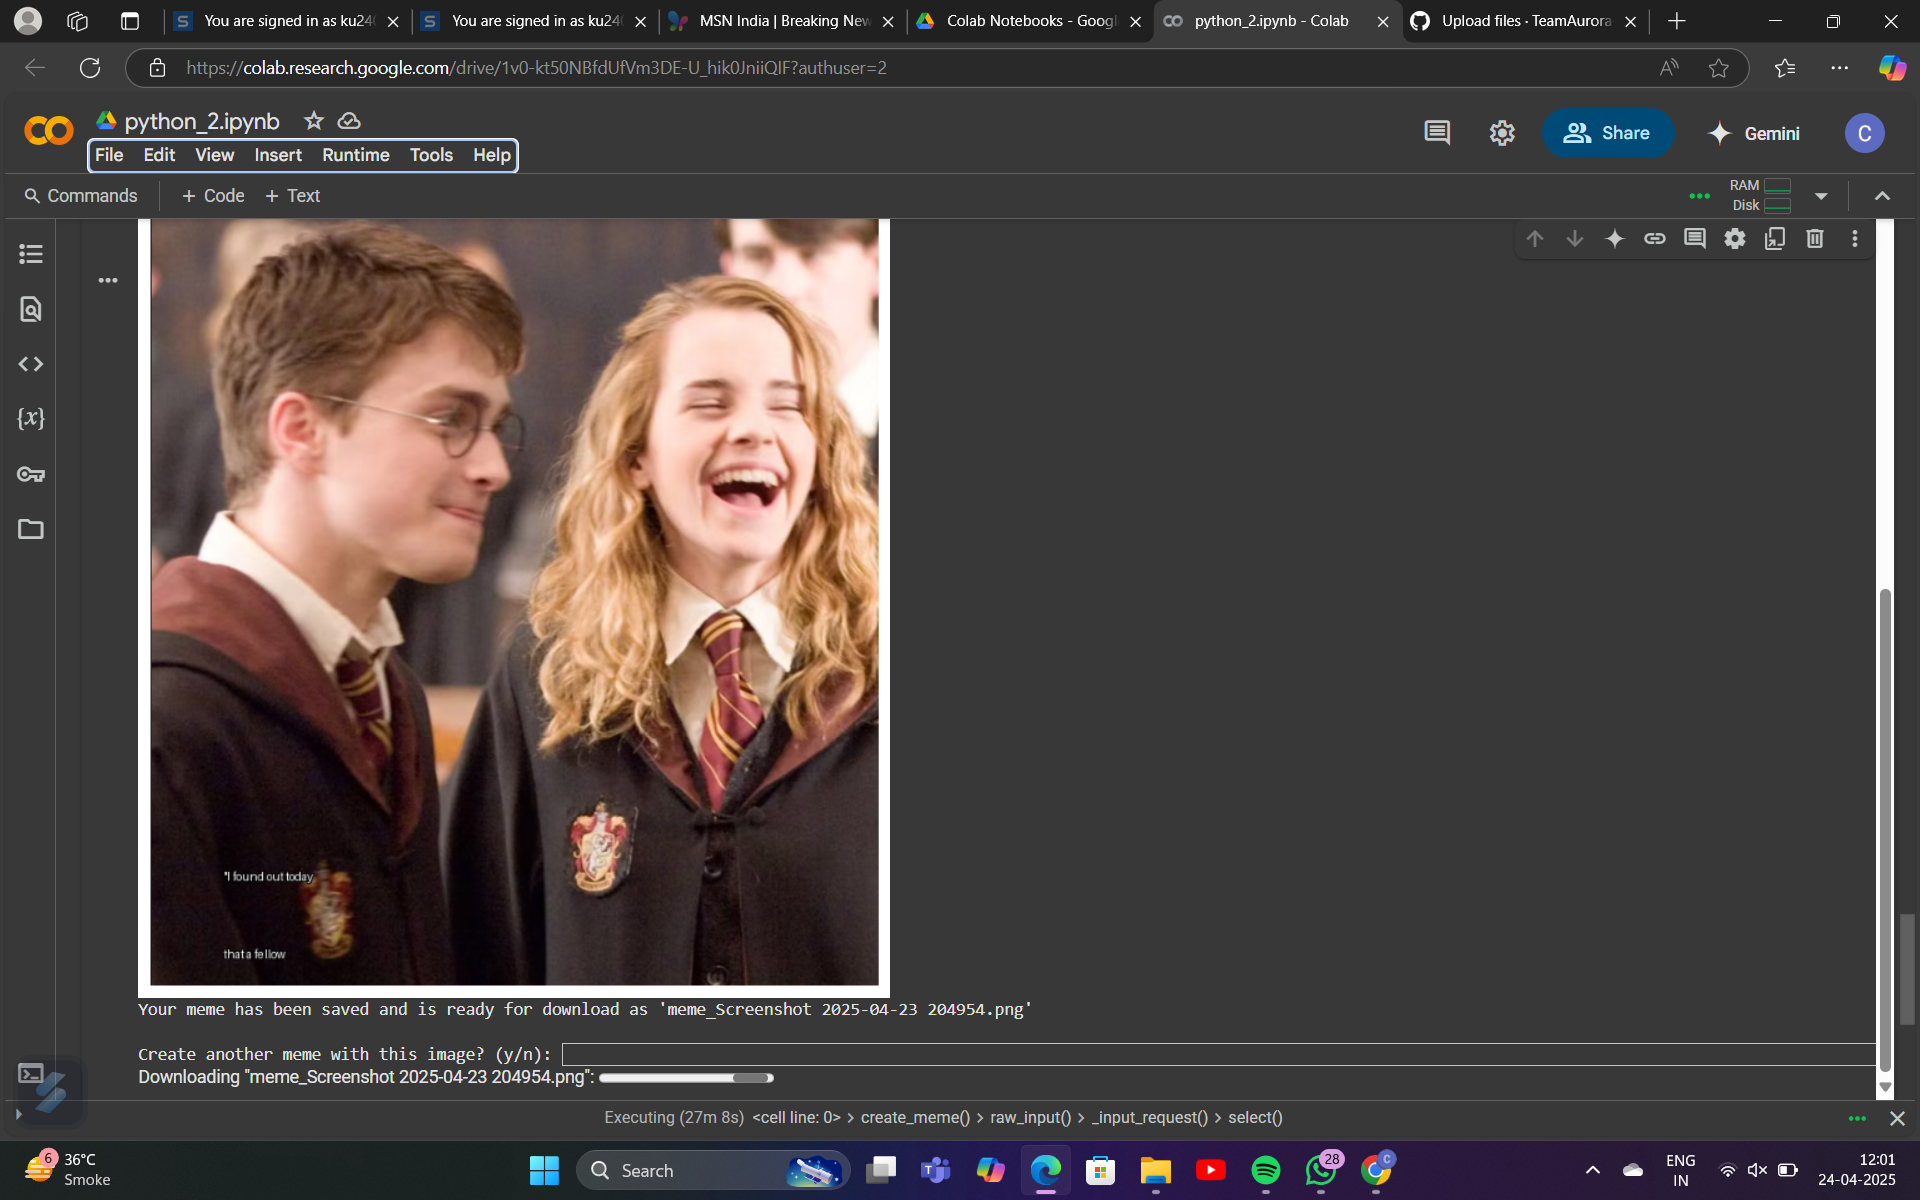 You are signed in as ku24
You are signed in as ku24
MSN India | Breaking New
Colab Notebooks - Googl
python_2.ipynb - Colab
Upload files · TeamAurora
https://colab.research.google.com/drive/1v0-kt50NBfdUfVm3DE-U_hik0JniiQIF?authuser=2
python_2.ipynb
Share
Gemini
C
File Edit View Insert Runtime Tools Help
Commands + Code + Text
RAM
Disk
{x}
"I found out today
that a fellow
Your meme has been saved and is ready for download as 'meme_Screenshot 2025-04-23 204954.png'
Create another meme with this image? (y/n):
Downloading "meme_Screenshot 2025-04-23 204954.png":
Executing (27m 8s) <cell line: 0> > create_meme() > raw_input() > _input_request() > select()
6
36°C
Smoke
Search
28
C
ENG
IN
12:01
24-04-2025